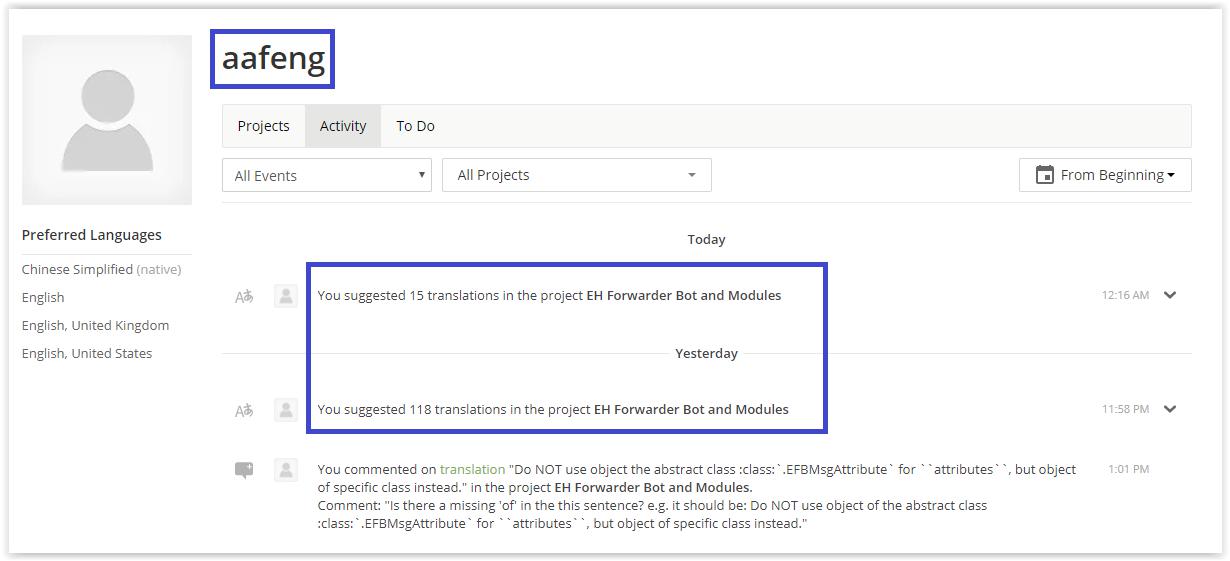 aafeng
Projects
Activity
To Do
All Events
All Projects
From Beginning
Preferred Languages
Chinese Simplified (native)
English
English, United Kingdom
English, United States
Today
You suggested 15 translations in the project EH Forwarder Bot and Modules
12:16 AM
Yesterday
You suggested 118 translations in the project EH Forwarder Bot and Modules
11:58 PM
You commented on translation "Do NOT use object the abstract class :class:`.EFBMsgAttribute` for ``attributes``, but object
of specific class instead." in the project EH Forwarder Bot and Modules.
Comment: "Is there a missing 'of' in the this sentence? e.g. it should be: Do NOT use object of the abstract class
:class:`.EFBMsgAttribute` for ``attributes``, but object of specific class instead."
1:01 PM